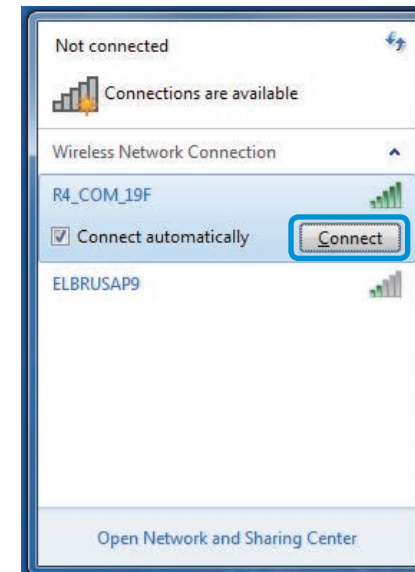 Not connected
Connections are available
Wireless Network Connection
R4_COM_19F
Connect automatically
Connect
ELBRUSAP9
Open Network and Sharing Center